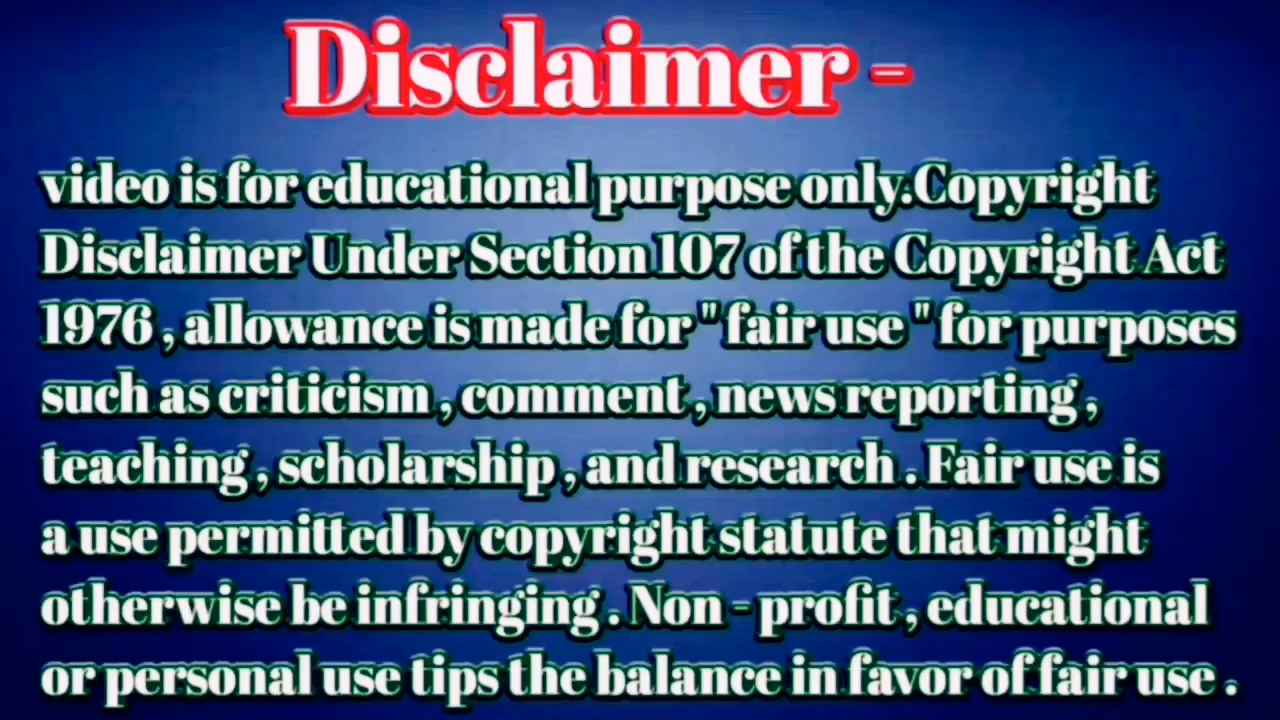 Disclaimer -
video is for educational purpose only.Copyright
Disclaimer Under Section 107 of the Copyright Act
1976 , allowance is made for " fair use " for purposes
such as criticism , comment , news reporting ,
teaching , scholarship , and research . Fair use is
a use permitted by copyright statute that might
otherwise be infringing . Non - profit , educational
or personal use tips the balance in favor of fair use .